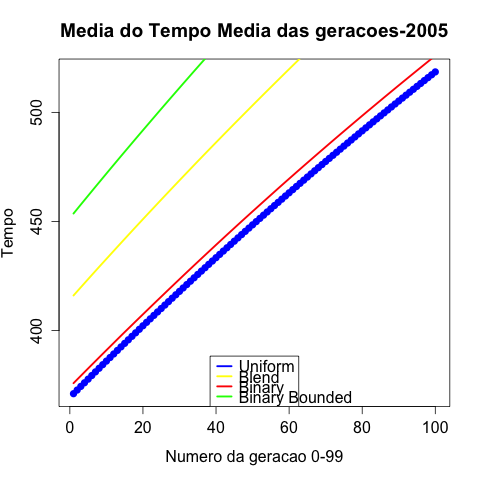 Media do Tempo Media das geracoes-2005
Tempo
500
450
400
Uniform
Blend
Binary
Binary Bounded
0 20 40 60 80 100
Numero da geracao 0-99